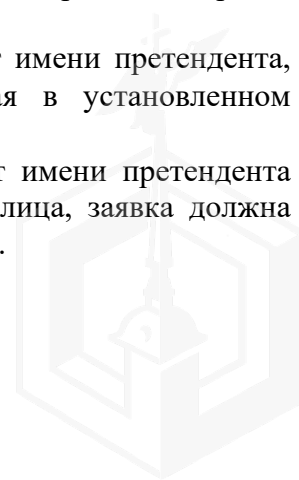 имени претендента,
в установленном
имени претендента
лица, заявка должна